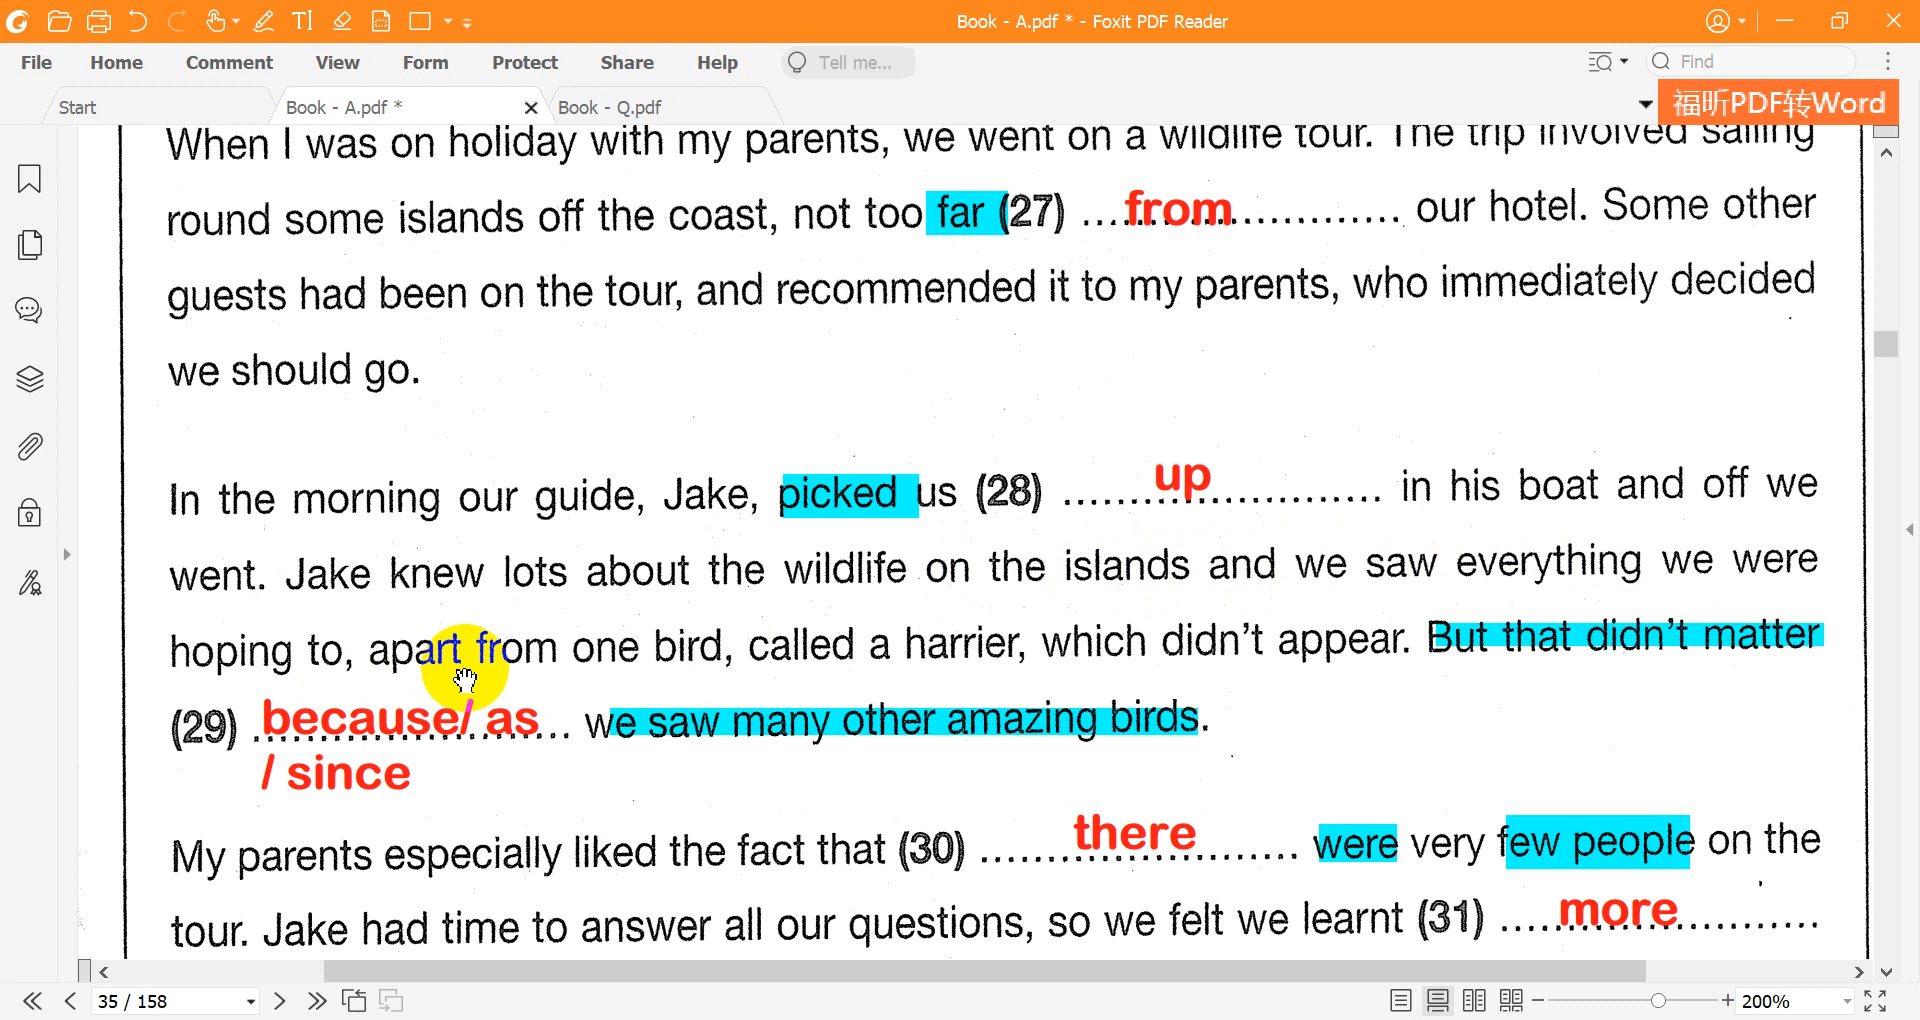 Book - A.pdf * - Foxit PDF Reader
File Home Comment View Form Protect Share Help Tell me... Find
Start Book - A.pdf * Book - Q.pdf 福昕PDF转Word
When I was on holiday with my parents, we went on a wildlife tour. The trip involved sailing
round some islands off the coast, not too far (27) ...from............. our hotel. Some other
guests had been on the tour, and recommended it to my parents, who immediately decided
we should go.
In the morning our guide, Jake, picked us (28) .......up............. in his boat and off we
went. Jake knew lots about the wildlife on the islands and we saw everything we were
hoping to, apart from one bird, called a harrier, which didn't appear. But that didn't matter
(29) .because/ as.. we saw many other amazing birds.
/ since
My parents especially liked the fact that (30) ......there........ were very few people on the
tour. Jake had time to answer all our questions, so we felt we learnt (31) ....more..........
35 / 158 200%